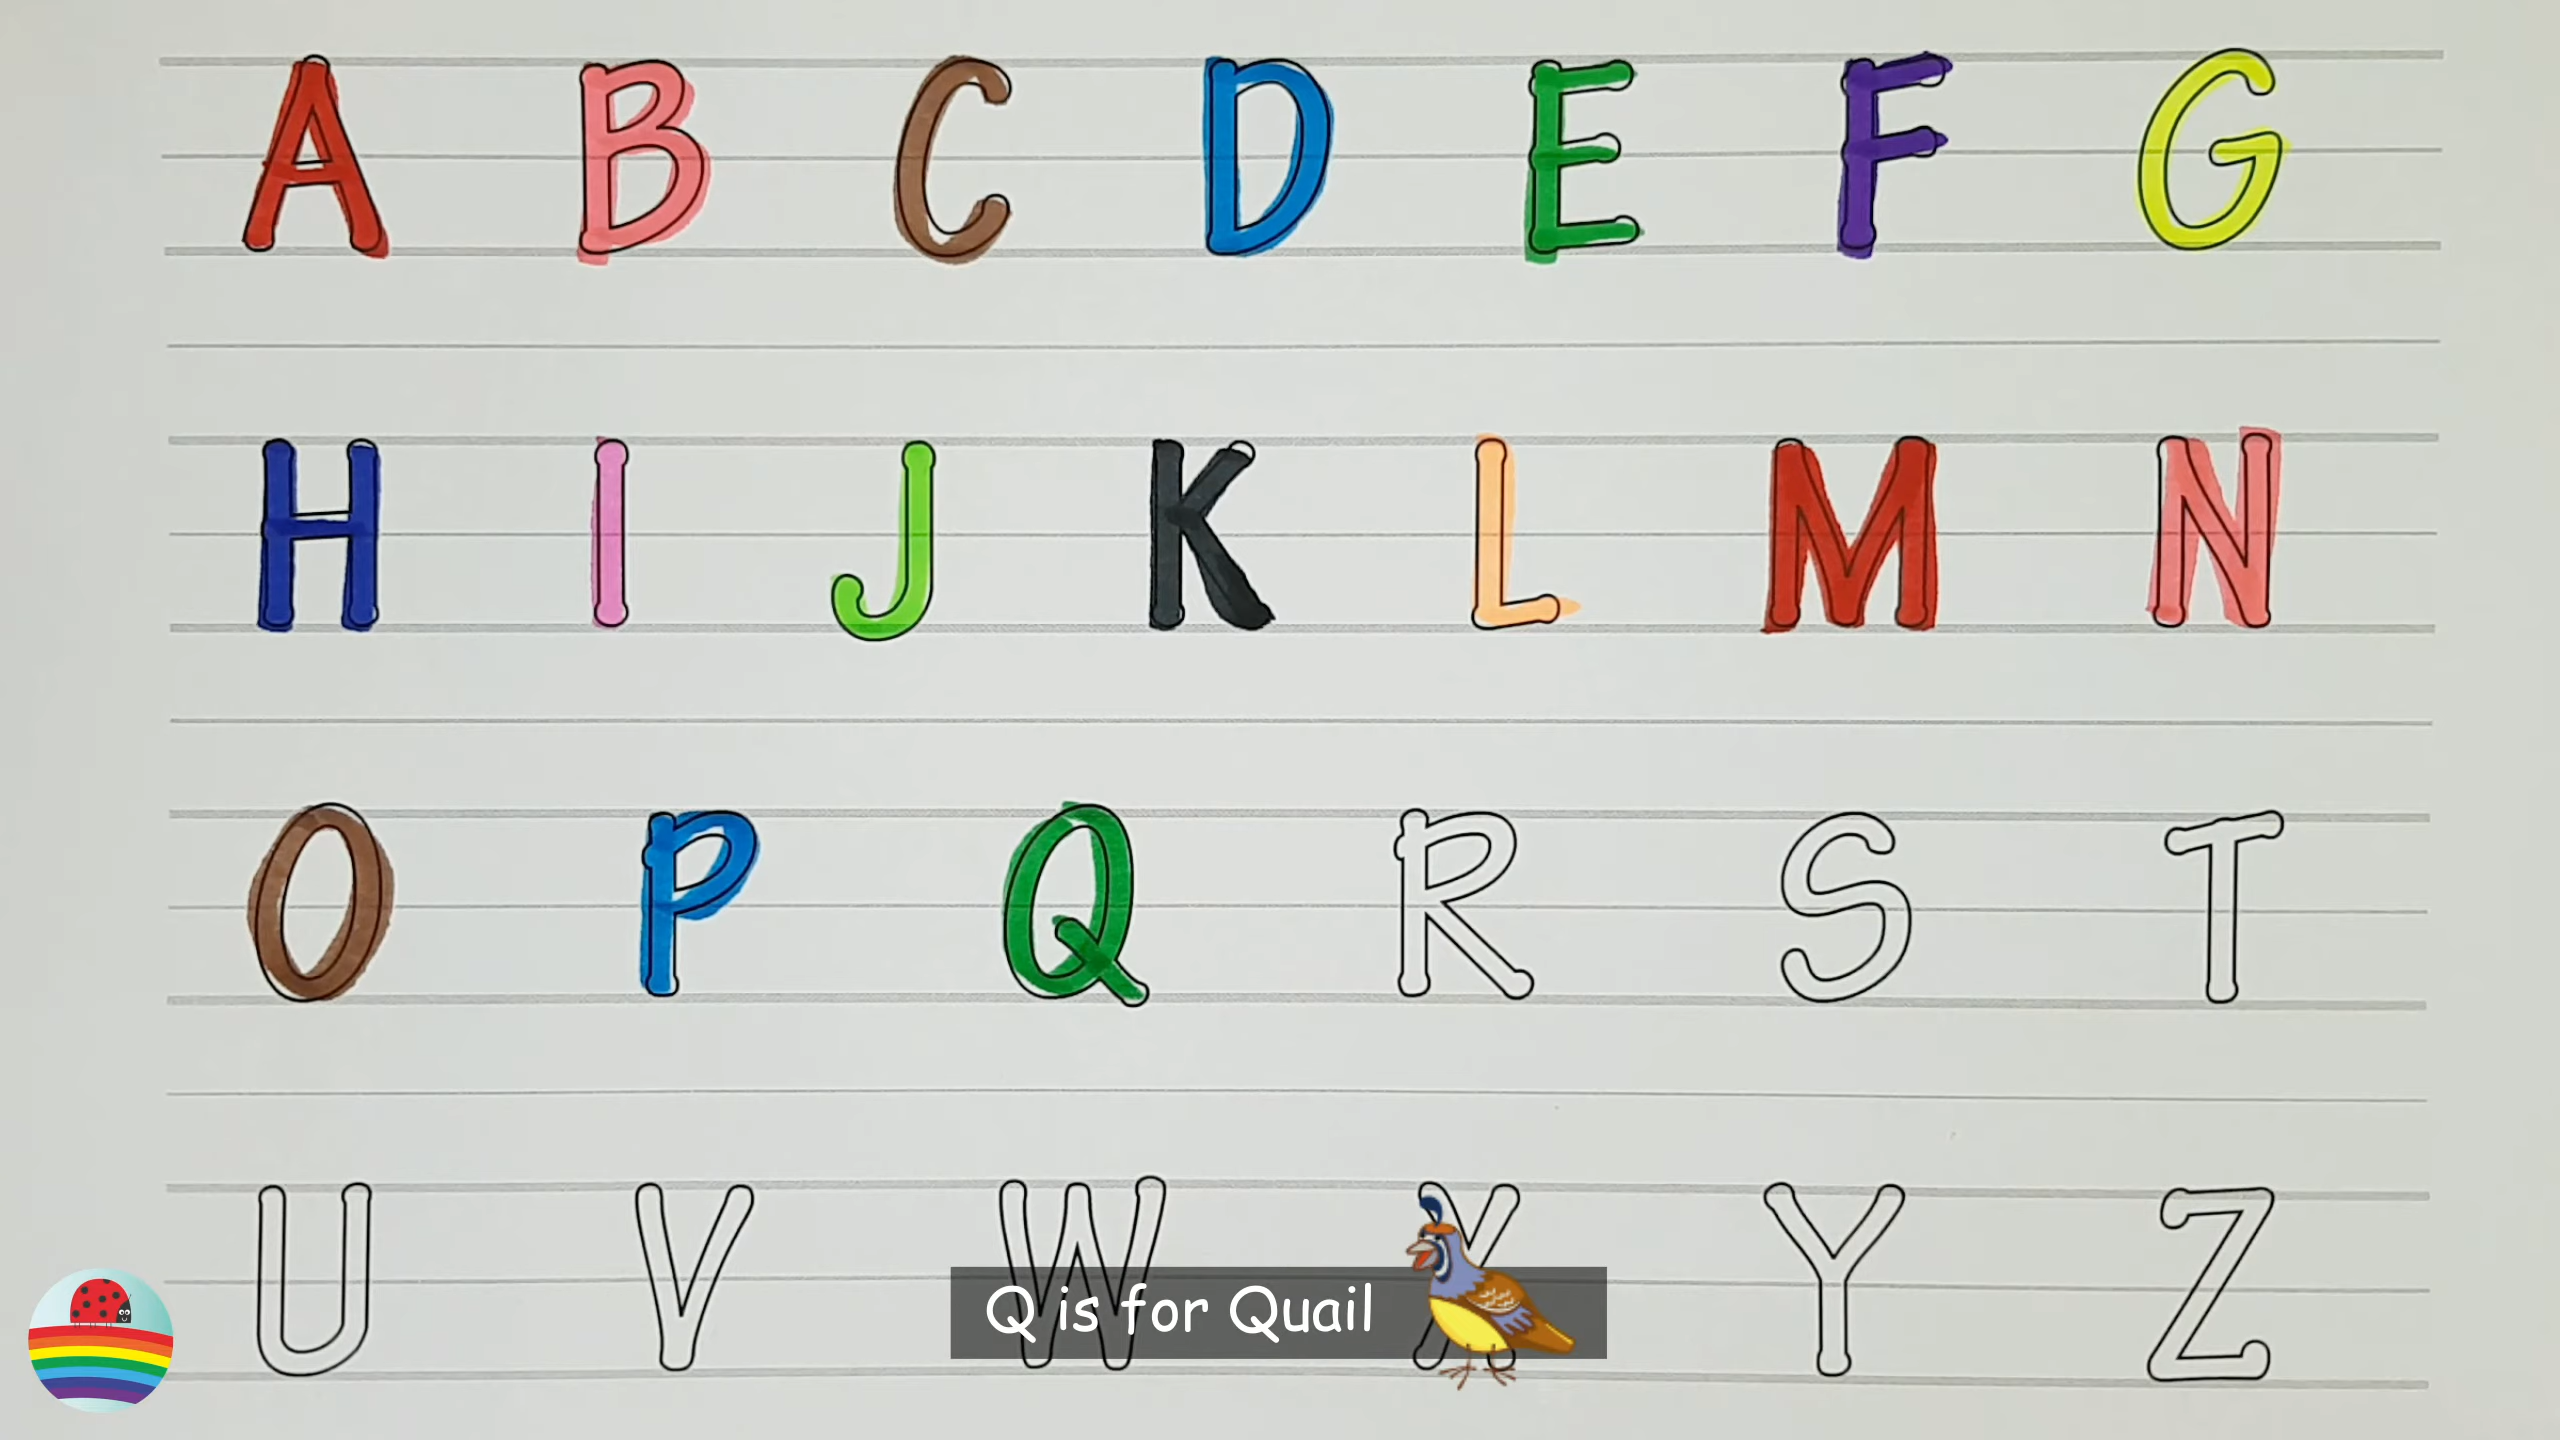 A B C D E F G
H I J K L M N
O P Q R S T
U V W X Y Z
Q is for Quail